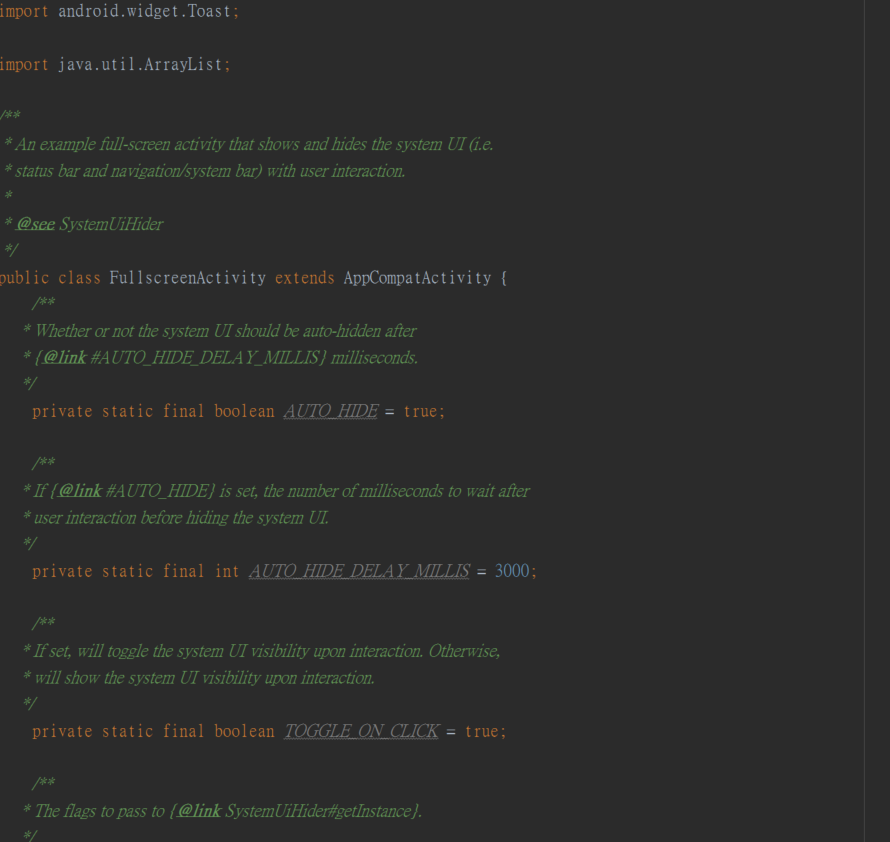 import android.widget.Toast;
import java.util.ArrayList;
/**
* An example full-screen activity that shows and hides the system UI (i.e.
* status bar and navigation/system bar) with user interaction.
*
* @see SystemUiHider
*/
public class FullscreenActivity extends AppCompatActivity {
/**
* Whether or not the system UI should be auto-hidden after
* {@link #AUTO_HIDE_DELAY_MILLIS} milliseconds.
*/
private static final boolean AUTO_HIDE = true;
/**
* If {@link #AUTO_HIDE} is set, the number of milliseconds to wait after
* user interaction before hiding the system UI.
*/
private static final int AUTO_HIDE_DELAY_MILLIS = 3000;
/**
* If set, will toggle the system UI visibility upon interaction. Otherwise,
* will show the system UI visibility upon interaction.
*/
private static final boolean TOGGLE_ON_CLICK = true;
/**
* The flags to pass to {@link SystemUiHider#getInstance}.
*/